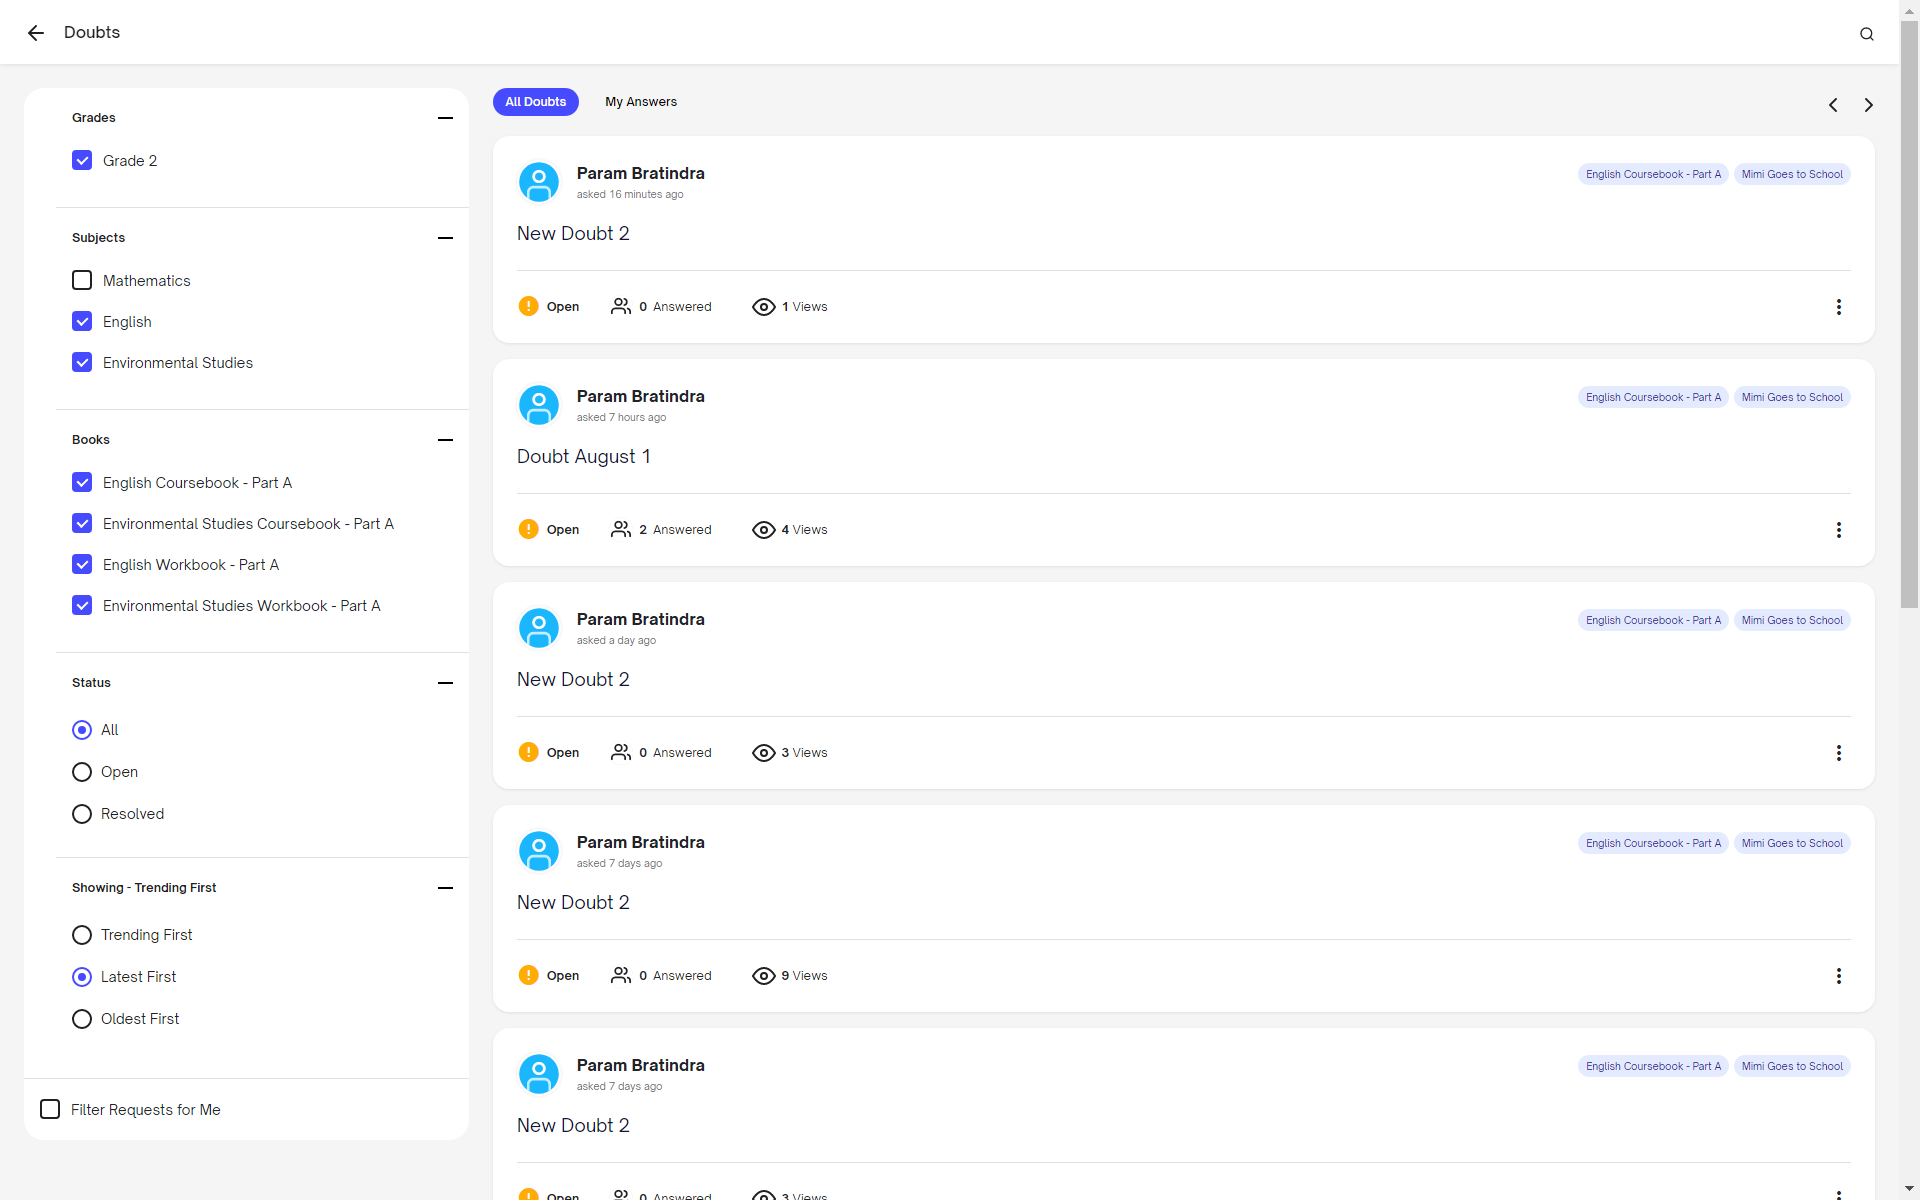 Doubts
Grades
Grade 2
Subjects
Mathematics
English
Environmental Studies
Books
English Coursebook - Part A
Environmental Studies Coursebook - Part A
English Workbook - Part A
Environmental Studies Workbook - Part A
Status
All
Open
Resolved
Showing - Trending First
Trending First
Latest First
Oldest First
Filter Requests for Me
All Doubts My Answers
Param Bratindra English Coursebook - Part A Mimi Goes to School
asked 16 minutes ago
New Doubt 2
Open 0 Answered 1 Views
Param Bratindra English Coursebook - Part A Mimi Goes to School
asked 7 hours ago
Doubt August 1
Open 2 Answered 4 Views
Param Bratindra English Coursebook - Part A Mimi Goes to School
asked a day ago
New Doubt 2
Open 0 Answered 3 Views
Param Bratindra English Coursebook - Part A Mimi Goes to School
asked 7 days ago
New Doubt 2
Open 0 Answered 9 Views
Param Bratindra English Coursebook - Part A Mimi Goes to School
asked 7 days ago
New Doubt 2
Open 0 Answered 3 Views